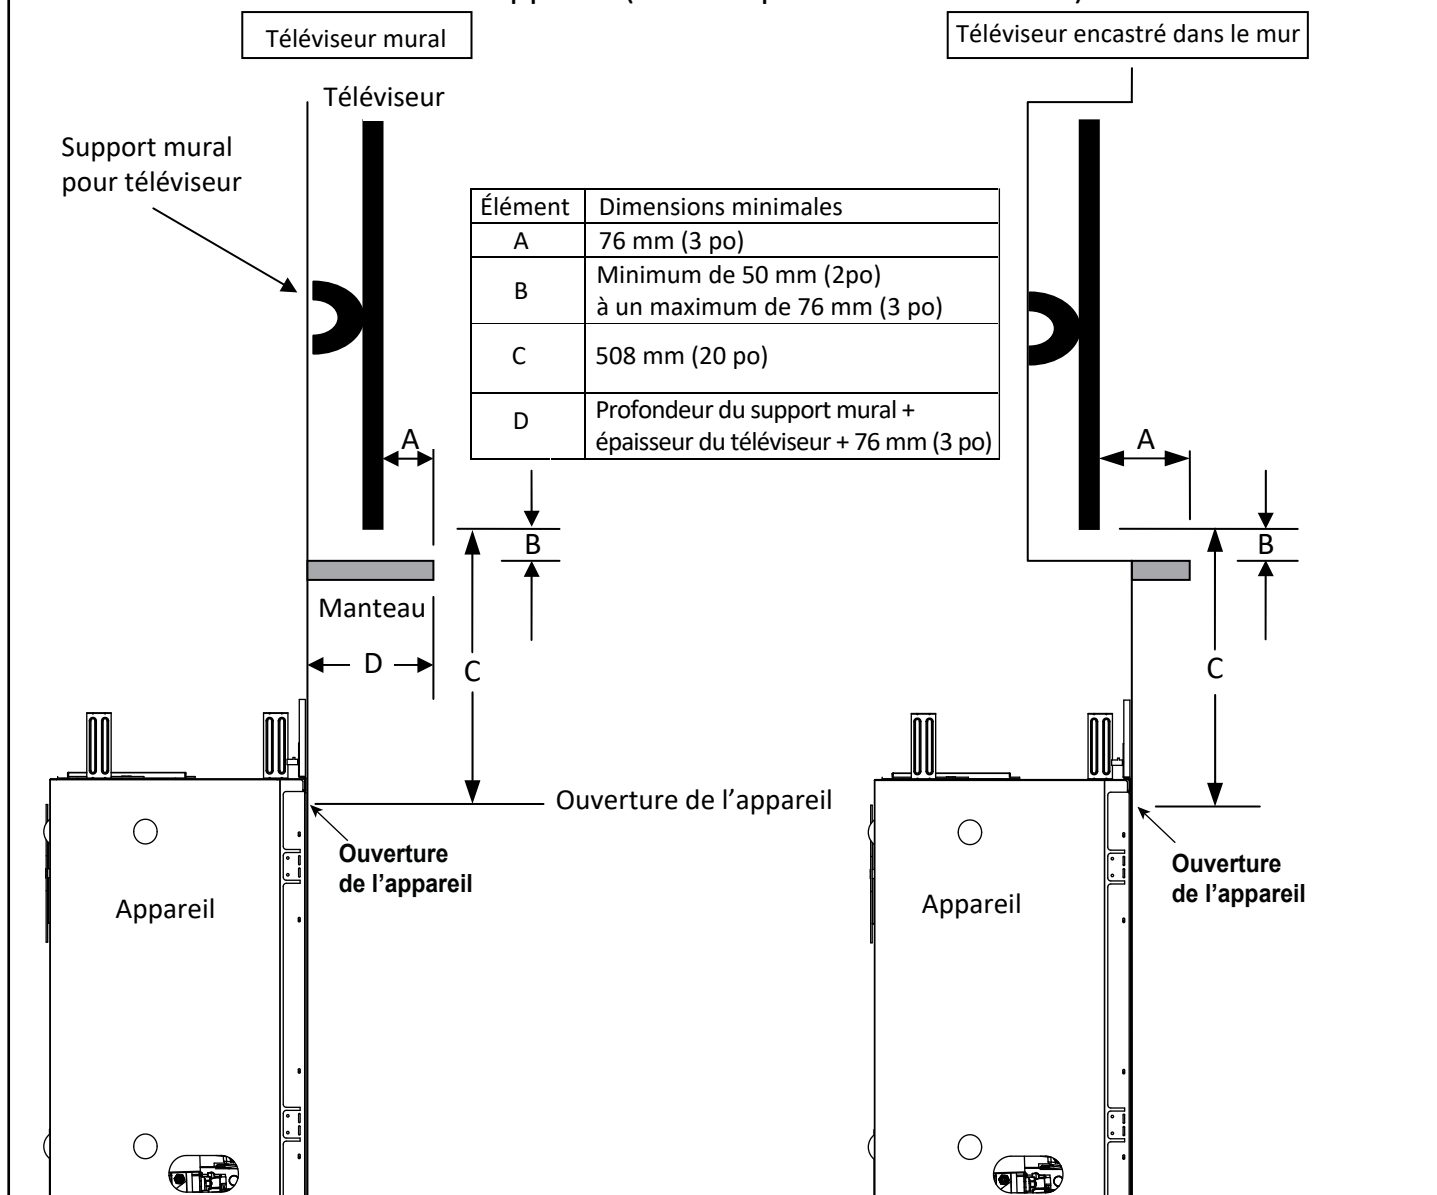 Téléviseur mural
Téléviseur encastré dans le mur
Téléviseur
Support mural
pour téléviseur
Élément Dimensions minimales
A 76 mm (3 po)
B Minimum de 50 mm (2po)
à un maximum de 76 mm (3 po)
C 508 mm (20 po)
D Profondeur du support mural +
épaisseur du téléviseur + 76 mm (3 po)
A
B
Manteau
D
C
Ouverture de l’appareil
Ouverture
de l’appareil
Appareil
A
B
C
Ouverture
de l’appareil
Appareil